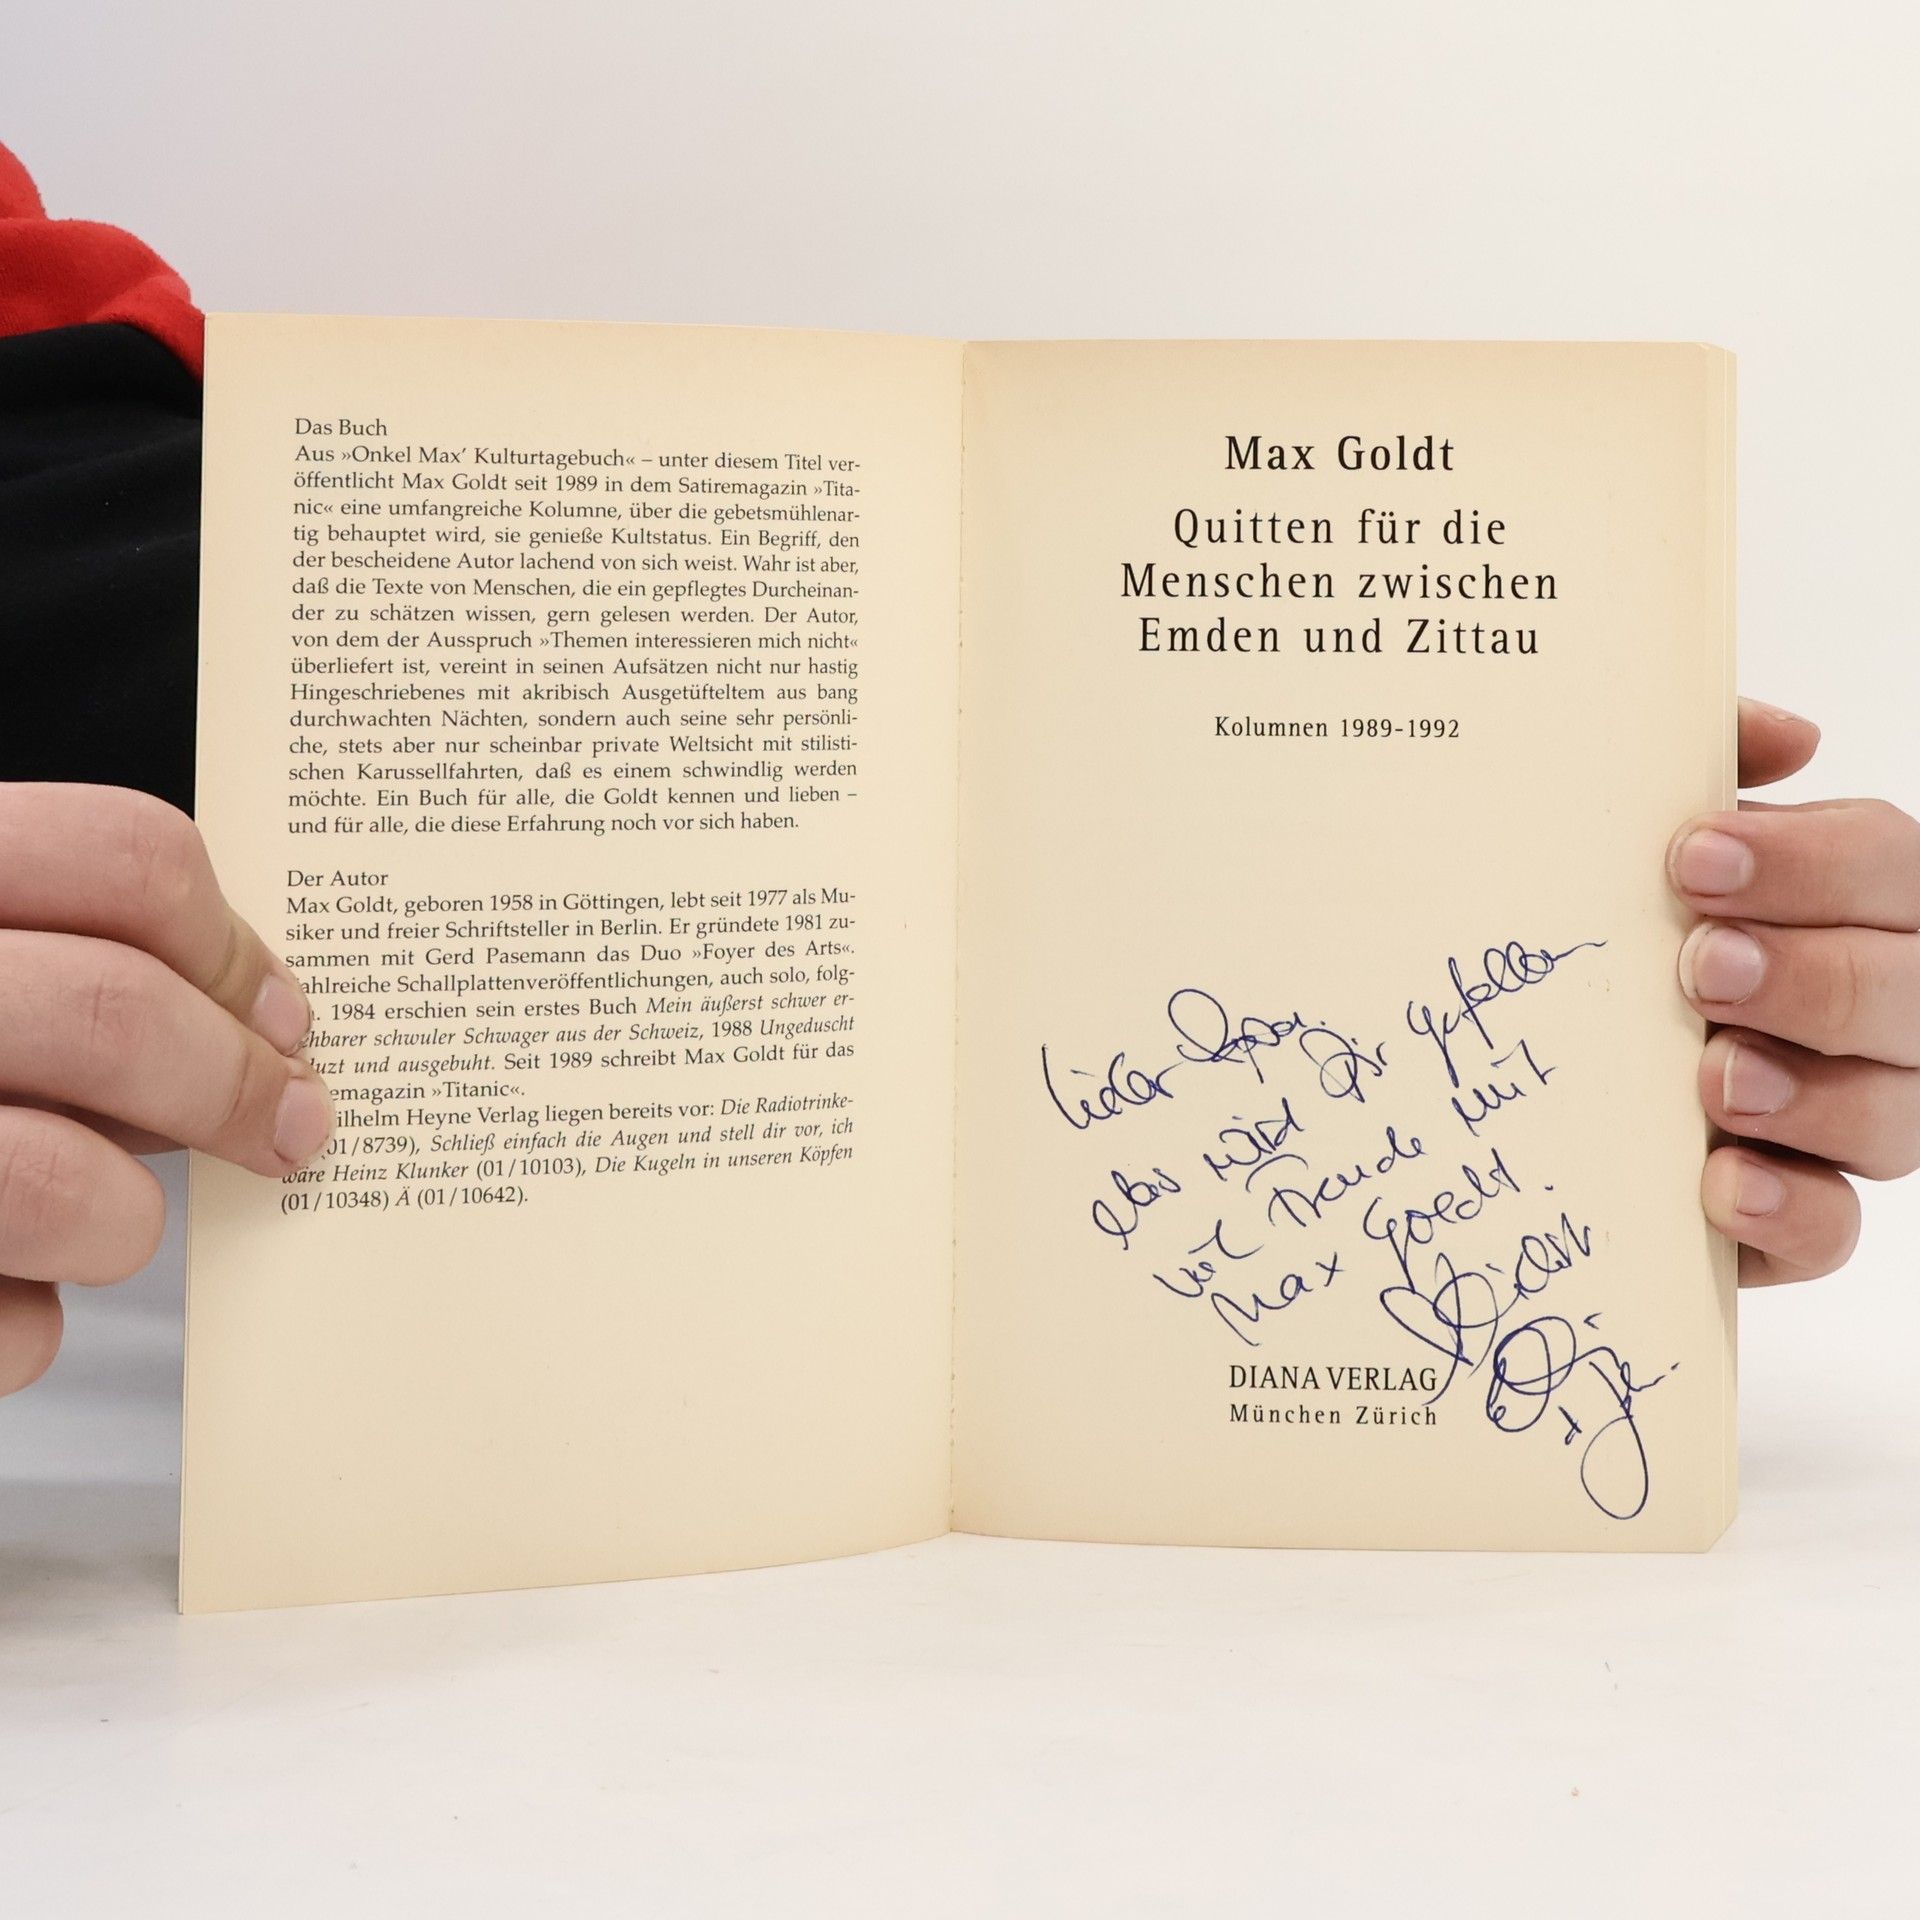 Das Buch
Aus »Onkel Max’ Kulturtagebuch« – unter diesem Titel ver-
öffentlicht Max Goldt seit 1989 in dem Satiremagazin »Tita-
nic« eine umfangreiche Kolumne, über die gebetsmühlenar-
tig behauptet wird, sie genieße Kultstatus. Ein Begriff, den
der bescheidene Autor lachend von sich weist. Wahr ist aber,
daß die Texte von Menschen, die ein gepflegtes Durcheinan-
der zu schätzen wissen, gern gelesen werden. Der Autor,
von dem der Ausspruch »Themen interessieren mich nicht«
überliefert ist, vereint in seinen Aufsätzen nicht nur hastig
Hingeschriebenes mit akribisch Ausgetüfteltem aus bang
durchwachten Nächten, sondern auch seine sehr persönli-
che, stets aber nur scheinbar private Weltsicht mit stilisti-
schen Karussellfahrten, daß es einem schwindlig werden
möchte. Ein Buch für alle, die Goldt kennen und lieben –
und für alle, die diese Erfahrung noch vor sich haben.
Der Autor
Max Goldt, geboren 1958 in Göttingen, lebt seit 1977 als Mu-
siker und freier Schriftsteller in Berlin. Er gründete 1981 zu-
sammen mit Gerd Pasemann das Duo »Foyer des Arts«.
ahlreiche Schallplattenveröffentlichungen, auch solo, folg-
. 1984 erschien sein erstes Buch Mein äußerst schwer er-
hbarer schwuler Schwager aus der Schweiz, 1988 Ungeduscht
duzt und ausgebuht. Seit 1989 schreibt Max Goldt für das
emagazin »Titanic«.
ilhelm Heyne Verlag liegen bereits vor: Die Radiotrinke-
01/8739), Schließ einfach die Augen und stell dir vor, ich
wäre Heinz Klunker (01/10103), Die Kugeln in unseren Köpfen
(01/10348) Ä (01/10642).
Max Goldt
Quitten für die
Menschen zwischen
Emden und Zittau
Kolumnen 1989-1992
wird Dir gefallen
viel Freude mit
Max Goldt.
DIANA VERLAG
München Zürich